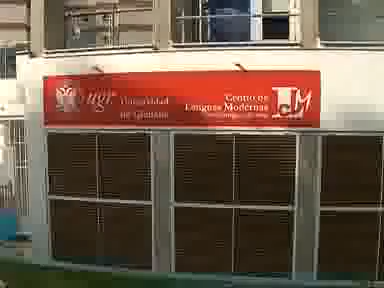 ugr Universidad
de Granada
Centro de
Lenguas Modernas
CLM